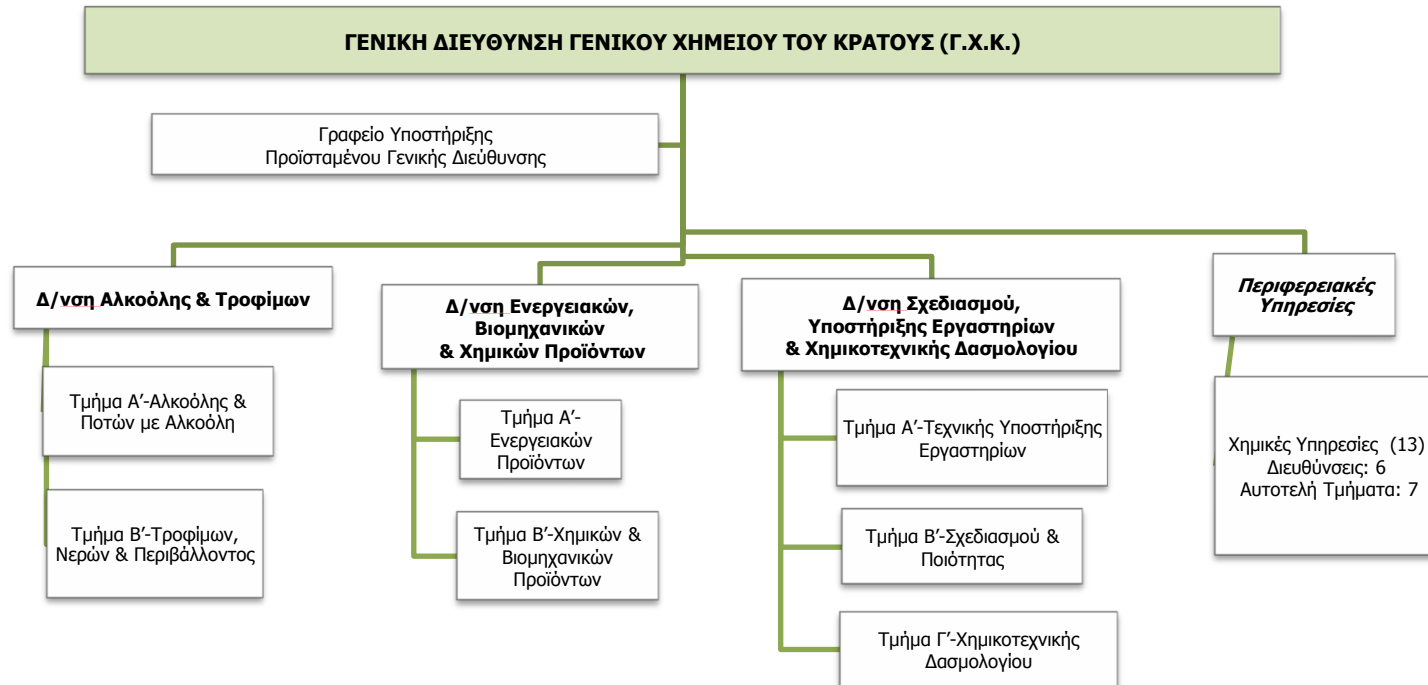 ΓΕΝΙΚΗ ΔΙΕΥΘΥΝΣΗ ΓΕΝΙΚΟΥ ΧΗΜΕΙΟΥ ΤΟΥ ΚΡΑΤΟΥΣ (Γ.Χ.Κ.)
Γραφείο Υποστήριξης
Προϊσταμένου Γενικής Διεύθυνσης
Δ/νση Αλκοόλης & Τροφίμων
Τμήμα Α’-Αλκοόλης &
Ποτών με Αλκοόλη
Τμήμα Β’-Τροφίμων,
Νερών & Περιβάλλοντος
Δ/νση Ενεργειακών,
Βιομηχανικών
& Χημικών Προϊόντων
Τμήμα Α’-
Ενεργειακών
Προϊόντων
Τμήμα Β’-Χημικών &
Βιομηχανικών
Προϊόντων
Δ/νση Σχεδιασμού,
Υποστήριξης Εργαστηρίων
& Χημικοτεχνικής Δασμολογίου
Τμήμα Α’-Τεχνικής Υποστήριξης
Εργαστηρίων
Τμήμα Β’-Σχεδιασμού &
Ποιότητας
Τμήμα Γ’-Χημικοτεχνικής
Δασμολογίου
Περιφερειακές
Υπηρεσίες
Χημικές Υπηρεσίες (13)
Διευθύνσεις: 6
Αυτοτελή Τμήματα: 7